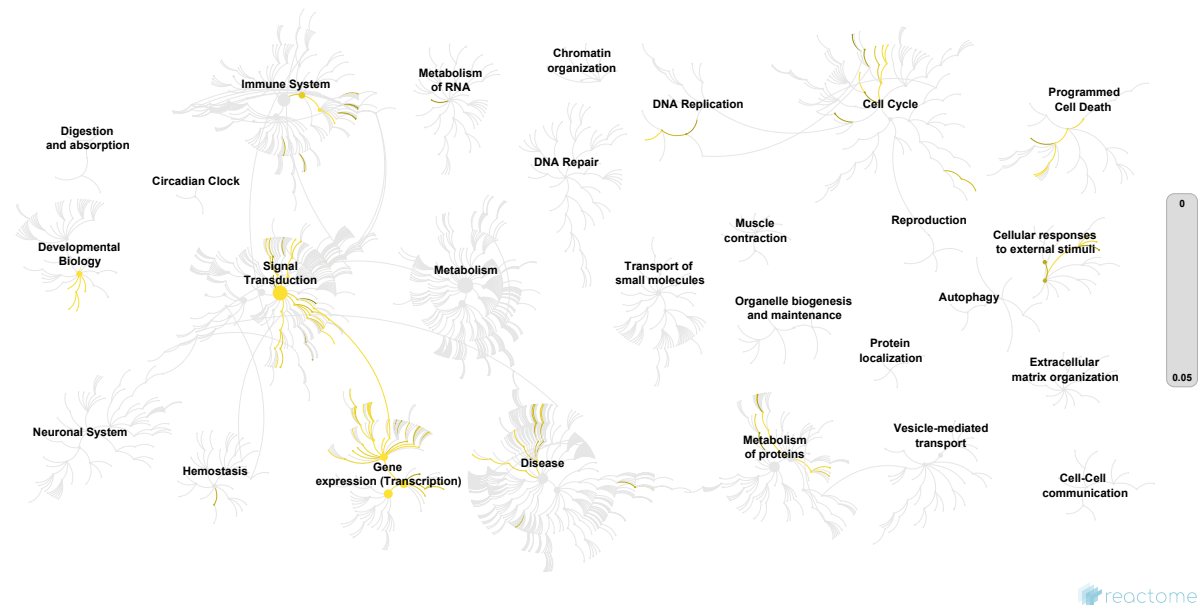 Immune System
Metabolism
of RNA
Chromatin
organization
DNA Replication
Cell Cycle
Programmed
Cell Death
Digestion
and absorption
DNA Repair
Circadian Clock
0
Developmental
Biology
Signal
Transduction
Metabolism
Transport of
small molecules
Muscle
contraction
Reproduction
Cellular responses
to external stimuli
Organelle biogenesis
and maintenance
Autophagy
Protein
localization
Extracellular
matrix organization
0.05
Neuronal System
Hemostasis
Gene
expression (Transcription)
Disease
Metabolism
of proteins
Vesicle-mediated
transport
Cell-Cell
communication
reactome